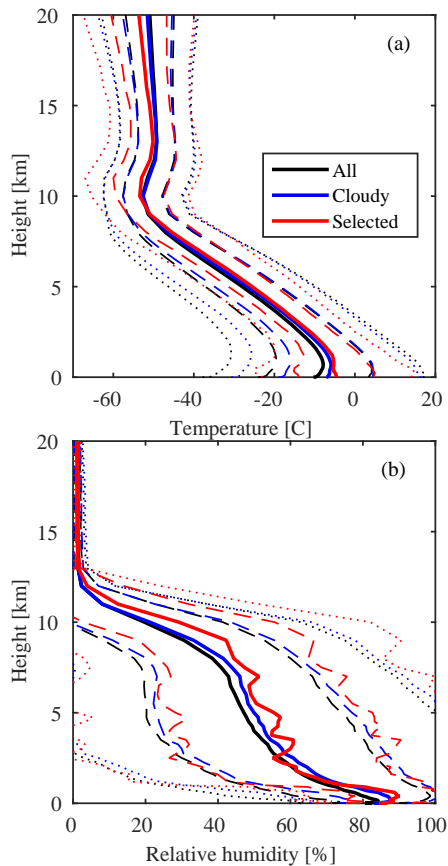 20
(a)
15
All
Cloudy
Selected
10
5
0
Height [km]
-60 -40 -20 0 20
Temperature [C]
20
(b)
15
10
5
0
Height [km]
0 20 40 60 80 100
Relative humidity [%]